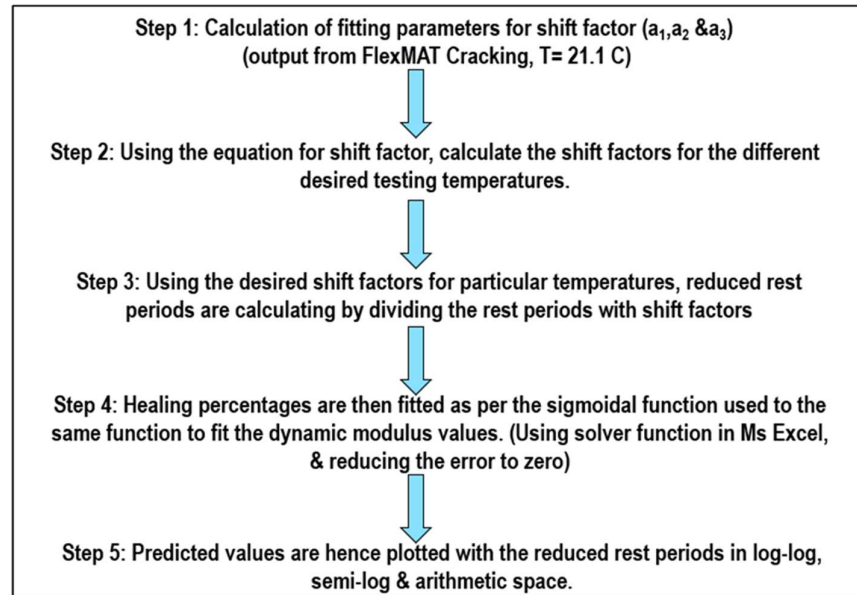 Step 1: Calculation of fitting parameters for shift factor (a₁,a₂ &a₃)
(output from FlexMAT Cracking, T= 21.1 C)
Step 2: Using the equation for shift factor, calculate the shift factors for the different
desired testing temperatures.
Step 3: Using the desired shift factors for particular temperatures, reduced rest
periods are calculating by dividing the rest periods with shift factors
Step 4: Healing percentages are then fitted as per the sigmoidal function used to the
same function to fit the dynamic modulus values. (Using solver function in Ms Excel,
& reducing the error to zero)
Step 5: Predicted values are hence plotted with the reduced rest periods in log-log,
semi-log & arithmetic space.